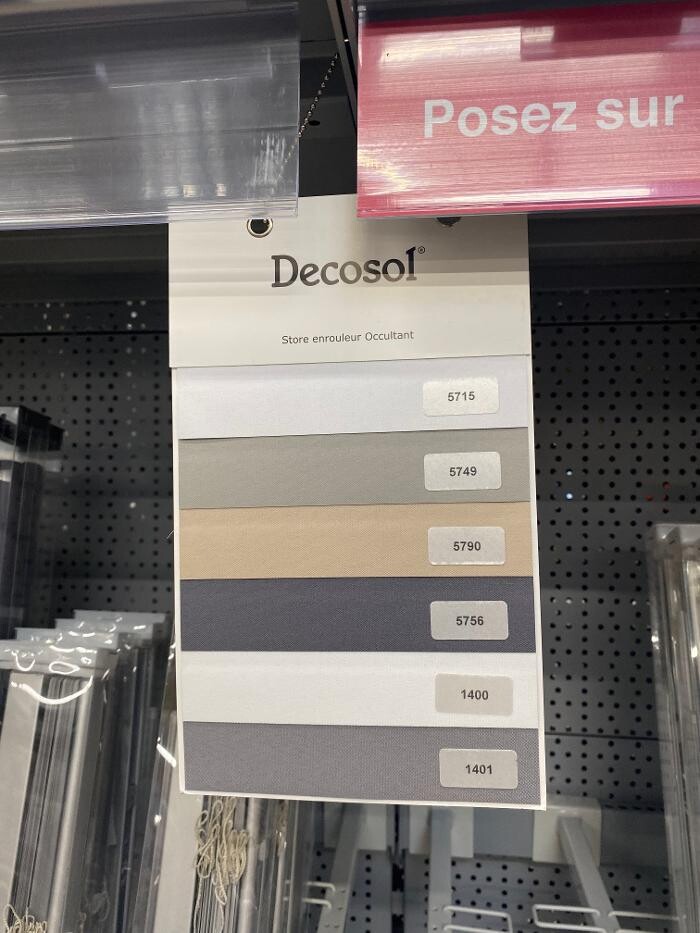 Posez sur
Decosol®
Store enrouleur Occultant
5715
5749
5790
5756
1400
1401